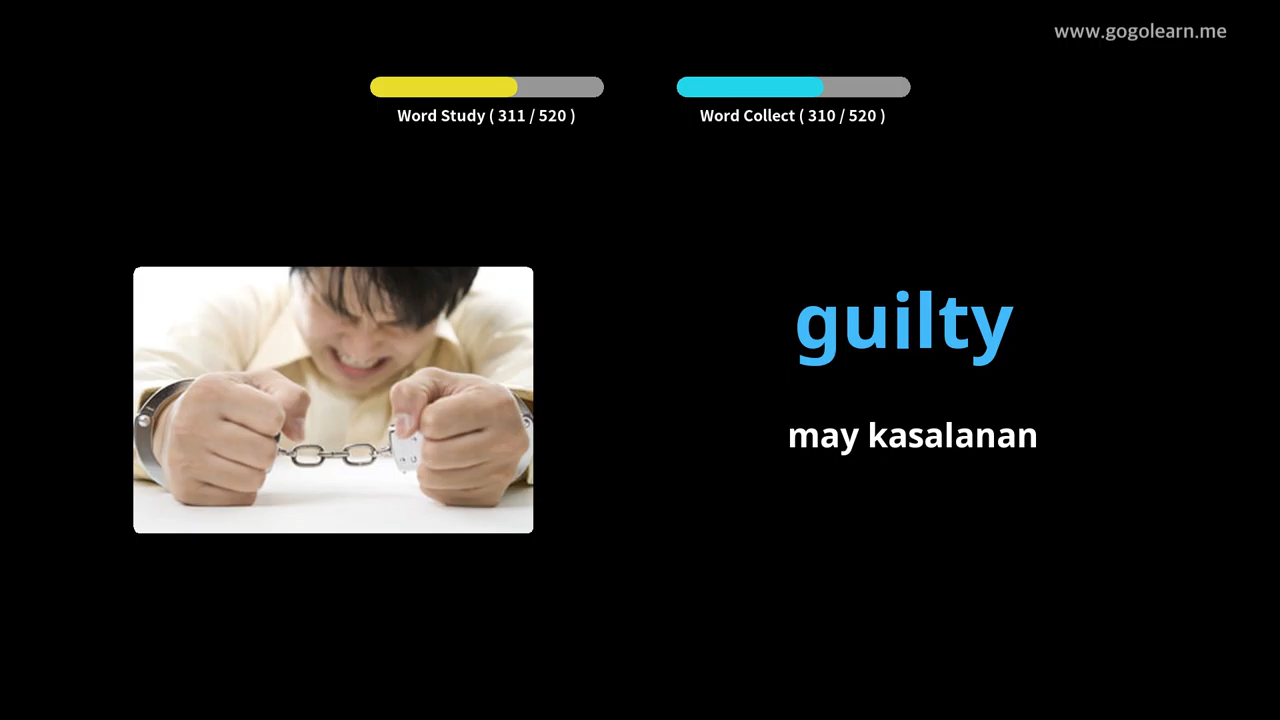 www.gogolearn.me
Word Study ( 311 / 520 )
Word Collect ( 310 / 520 )
guilty
may kasalanan